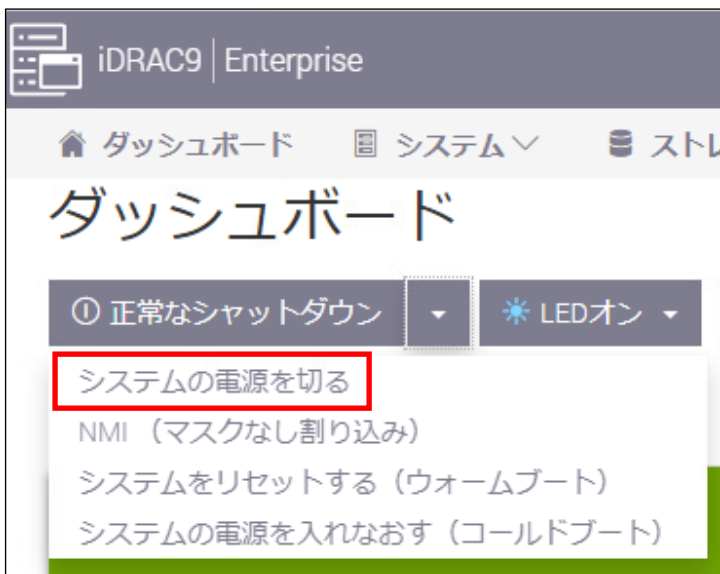 iDRAC9 | Enterprise
ダッシュボード システム ストレ
ダッシュボード
正常なシャットダウン LEDオン
システムの電源を切る
NMI （マスクなし割り込み）
システムをリセットする（ウォームブート）
システムの電源を入れなおす（コールドブート）